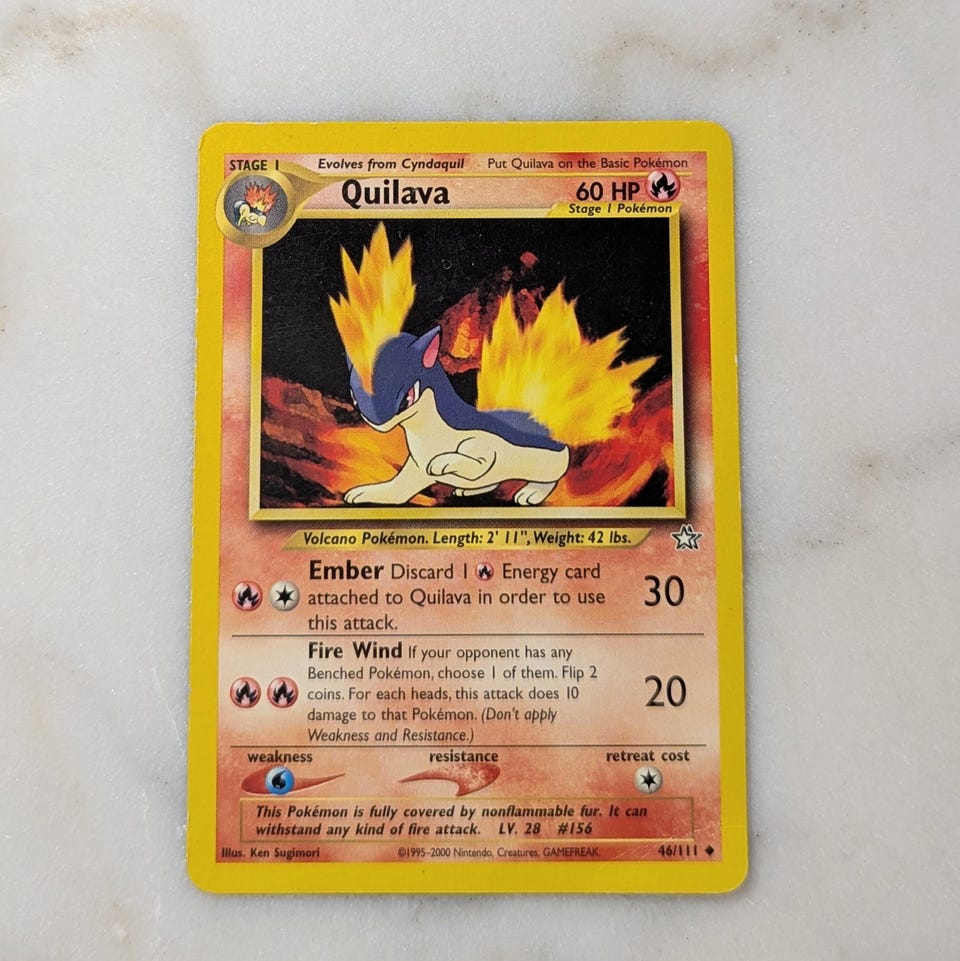 STAGE 1 Evolves from Cyndaquil Put Quilava on the Basic Pokémon
Quilava 60 HP
Stage 1 Pokémon
Volcano Pokémon. Length: 2' 11", Weight: 42 lbs.
Ember Discard 1 Energy card
attached to Quilava in order to use
this attack.
30
Fire Wind If your opponent has any
Benched Pokémon, choose 1 of them. Flip 2
coins. For each heads, this attack does 10
damage to that Pokémon. (Don't apply
Weakness and Resistance.)
20
weakness resistance retreat cost
This Pokémon is fully covered by nonflammable fur. It can
withstand any kind of fire attack. LV. 28 #156
Illus. Ken Sugimori ©1995-2000 Nintendo, Creatures, GAMEFREAK. 46/111